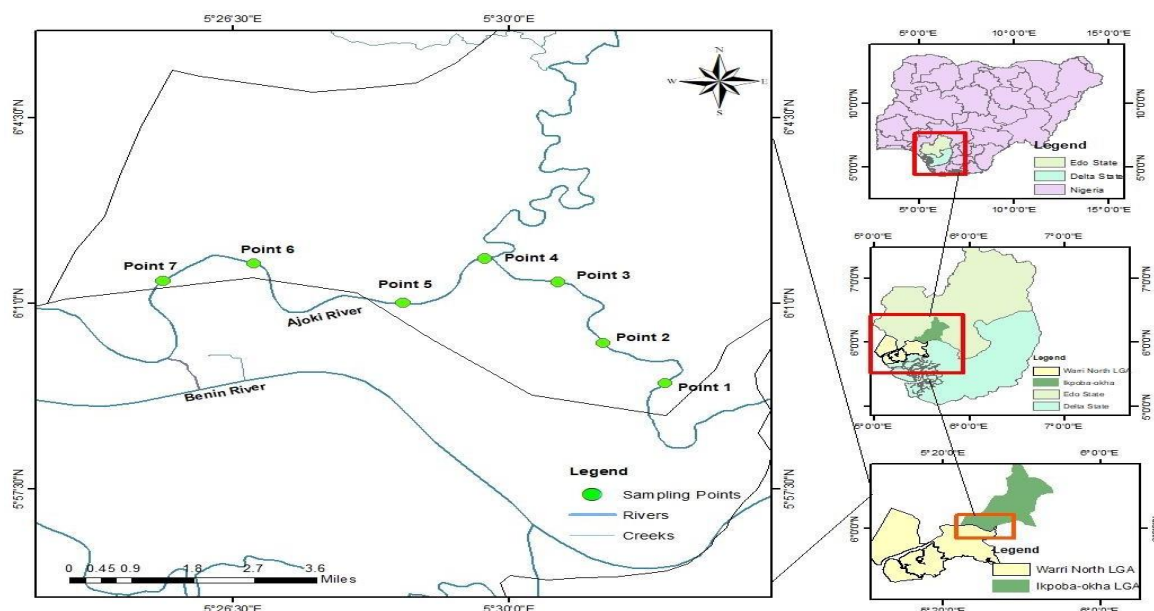 5°26'30"E 5°30'0"E
6°4'30"N 6°4'30"N
N
W E
S
Point 6
Point 7
Point 4
Point 3
Point 5
6°1'0"N 6°1'0"N
Ajoki River
Point 2
Point 1
Benin River
5°57'30"N 5°57'30"N
Legend
Sampling Points
Rivers
Creeks
0 0.45 0.9 1.8 2.7 3.6
Miles
5°26'30"E 5°30'0"E
5°0'0"E 10°0'0"E 15°0'0"E
10°0'0"N 10°0'0"N
5°0'0"N 5°0'0"N
Legend
Edo State
Delta State
Nigeria
5°0'0"E 10°0'0"E 15°0'0"E
5°0'0"E 6°0'0"E 7°0'0"E
7°0'0"N 7°0'0"N
6°0'0"N 6°0'0"N
5°0'0"N 5°0'0"N
Legend
Warri North LGA
Ikpoba-okha
Edo State
Delta State
5°0'0"E 6°0'0"E 7°0'0"E
5°20'0"E 6°0'0"E
6°0'0"N
Legend
Warri North LGA
Ikpoba-okha LGA
5°20'0"E 6°0'0"E